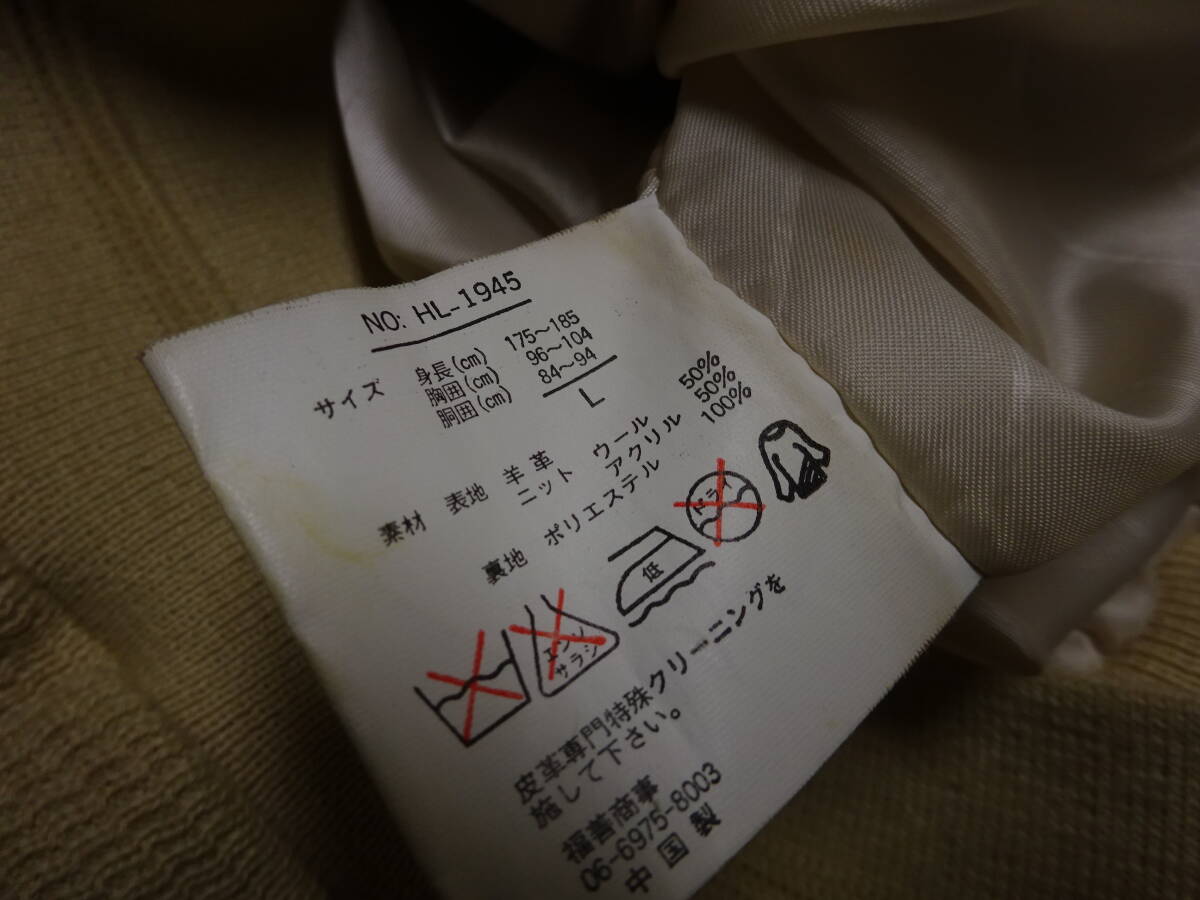 NO: HL-1945
サイズ 身長(cm) 175〜185
胸囲(cm) 96〜104
胴囲(cm) 84〜94
L
素材 表地 羊革
ニット ウール 50%
アクリル 50%
裏地 ポリエステル 100%
エンソ
サラシ
低
ドライ
皮革専門特殊クリーニングを
施して下さい。
福善商事
06-6975-8003
中国製